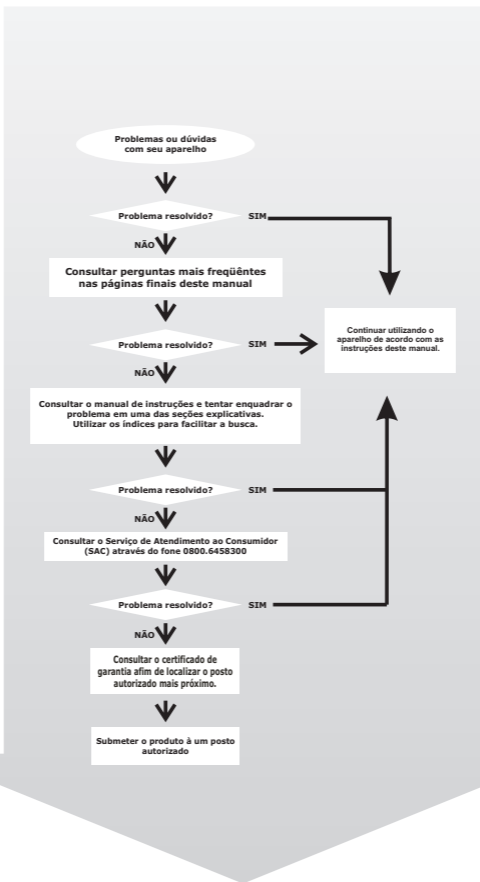 Problemas ou dúvidas
com seu aparelho
Problema resolvido?
SIM
NÃO
Consultar perguntas mais freqüêntes
nas páginas finais deste manual
Problema resolvido?
SIM
Continuar utilizando o
aparelho de acordo com as
instruções deste manual.
NÃO
Consultar o manual de instruções e tentar enquadrar o
problema em uma das seções explicativas.
Utilizar os índices para facilitar a busca.
Problema resolvido?
SIM
NÃO
Consultar o Serviço de Atendimento ao Consumidor
(SAC) através do fone 0800.6458300
Problema resolvido?
SIM
NÃO
Consultar o certificado de
garantia afim de localizar o posto
autorizado mais próximo.
Submeter o produto à um posto
autorizado